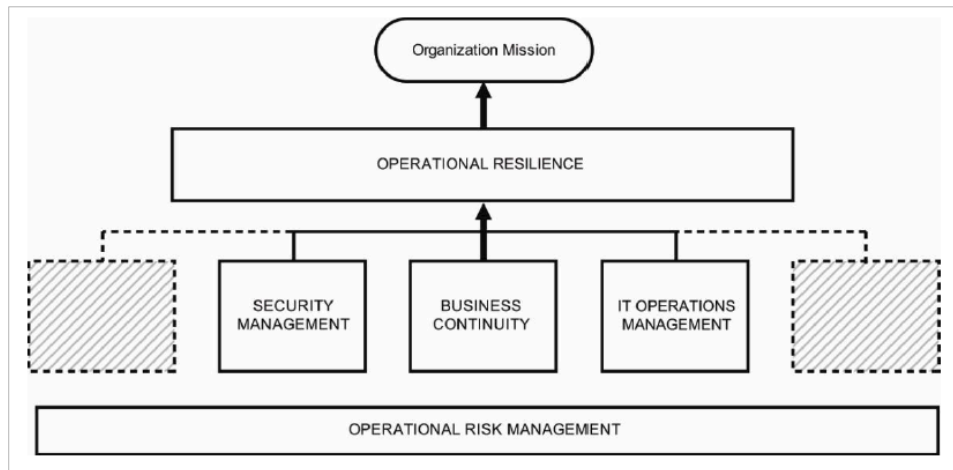 Organization Mission
OPERATIONAL RESILIENCE
SECURITY
MANAGEMENT
BUSINESS
CONTINUITY
IT OPERATIONS
MANAGEMENT
OPERATIONAL RISK MANAGEMENT